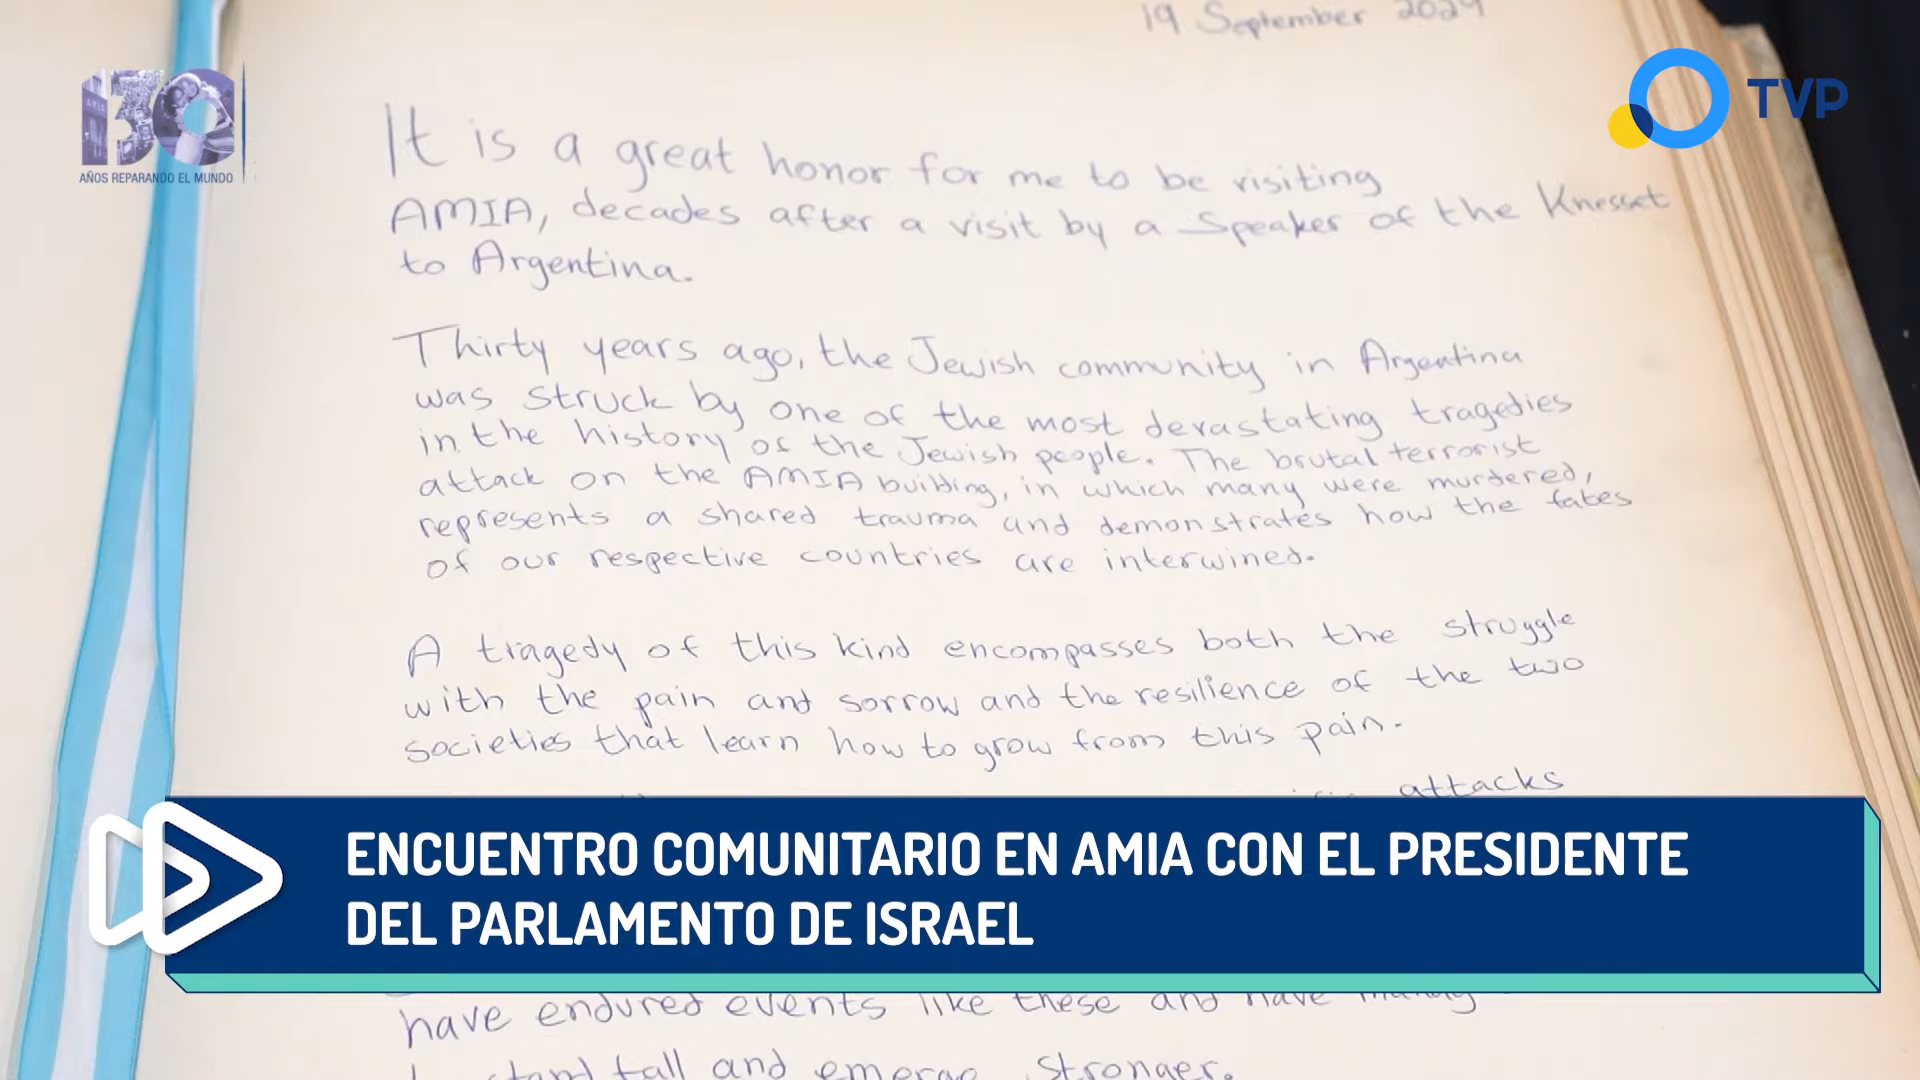 19 September 2024
130
AÑOS REPARANDO EL MUNDO
TVP
It is a great honor for me to be visiting
AMIA, decades after a visit by a Speaker of the Knesset
to Argentina.
Thirty years ago, the Jewish community in Argentina
was struck by one of the most devastating tragedies
in the history of the Jewish people. The brutal terrorist
attack on the AMIA building, in which many were murdered,
represents a shared trauma and demonstrates how the fates
of our respective countries are interwined.
A tragedy of this kind encompasses both the struggle
with the pain and sorrow and the resilience of the two
societies that learn how to grow from this pain.
attacks
ENCUENTRO COMUNITARIO EN AMIA CON EL PRESIDENTE
DEL PARLAMENTO DE ISRAEL
have endured events like these and have
tall and emerge stronger.